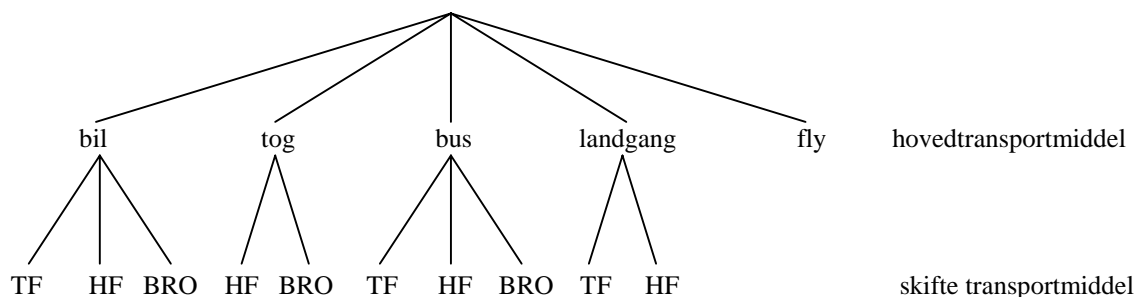 bil tog bus landgang fly hovedtransportmiddel
TF HF BRO HF BRO TF HF BRO TF HF skifte transportmiddel